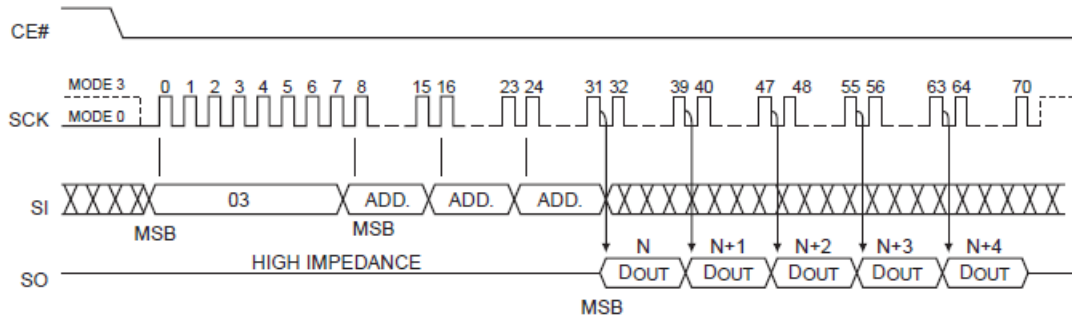 CE#
MODE 3 0 1 2 3 4 5 6 7 8 15 16 23 24 31 32 39 40 47 48 55 56 63 64 70
SCK MODE 0
SI 03 ADD. ADD. ADD.
MSB MSB
HIGH IMPEDANCE N N+1 N+2 N+3 N+4
SO DOUT DOUT DOUT DOUT DOUT
MSB